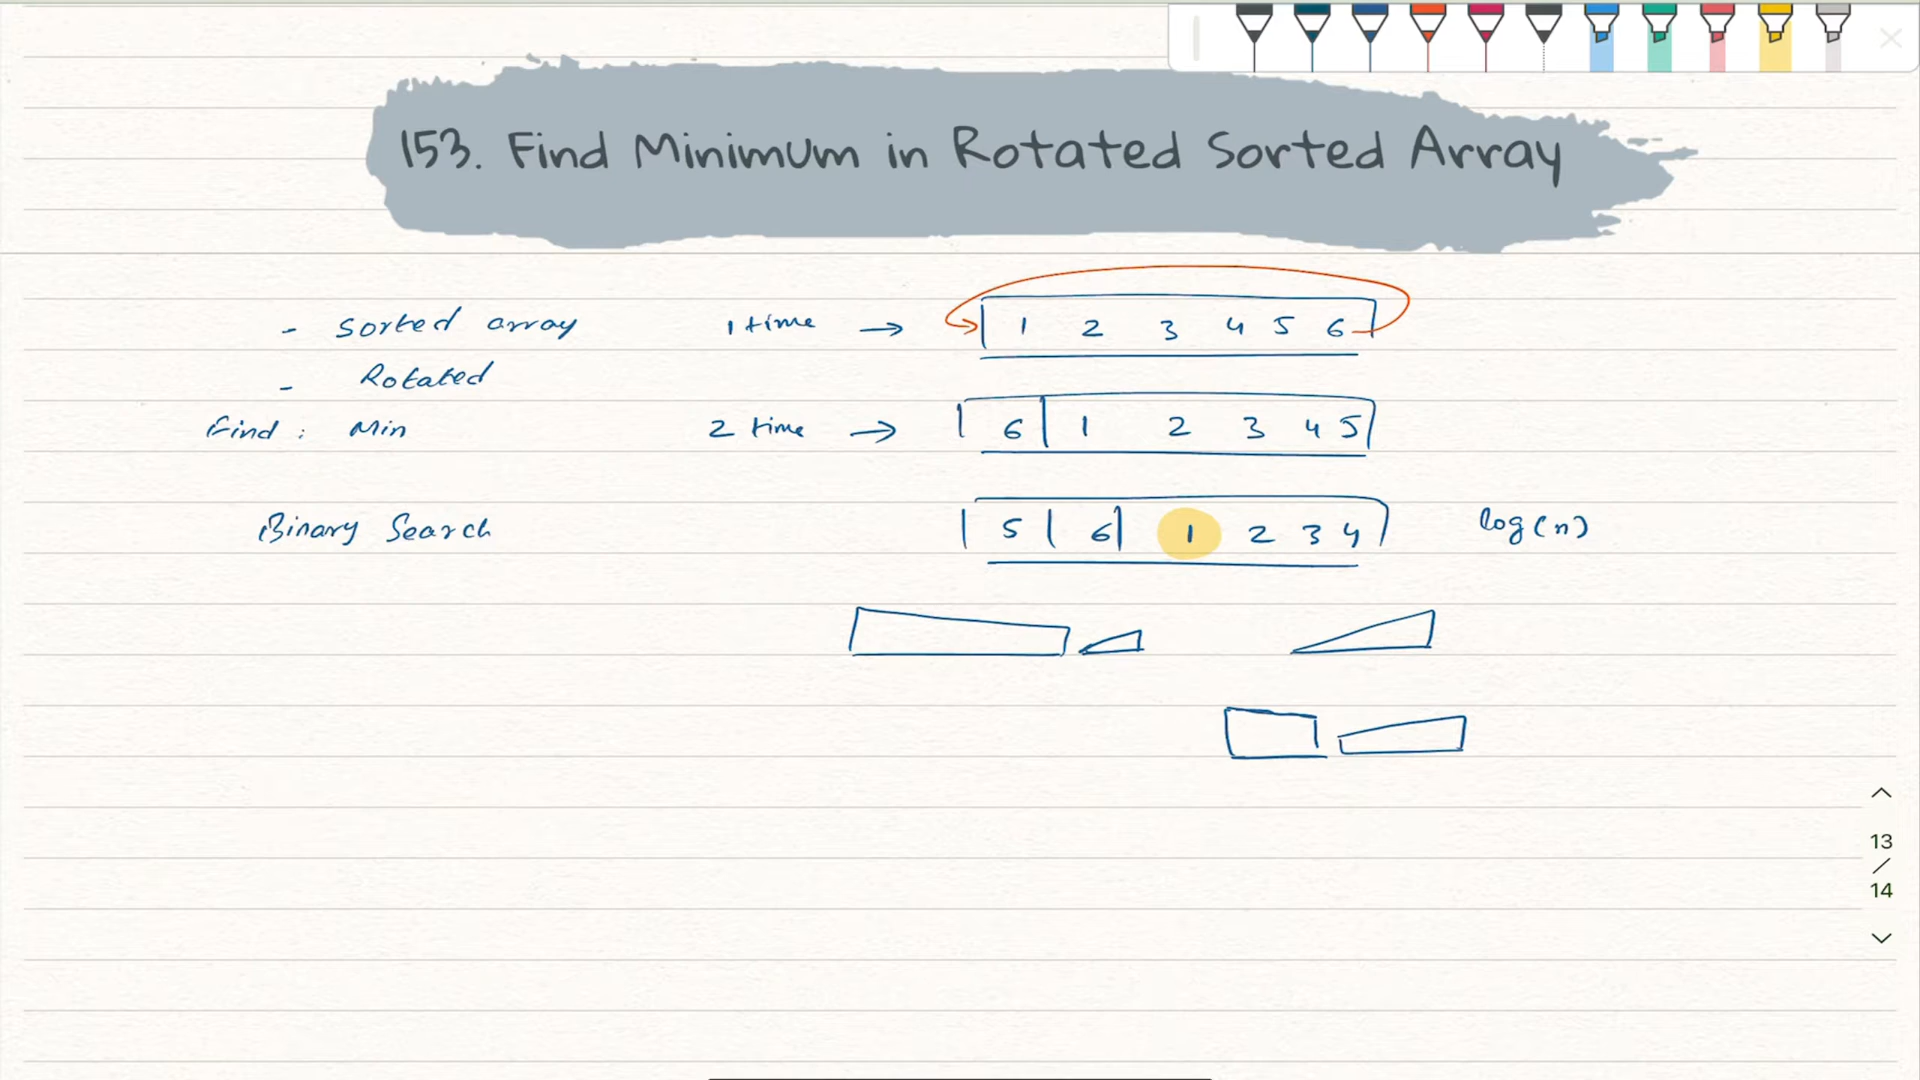 153. Find Minimum in Rotated Sorted Array
- Sorted array 1 time → 1 2 3 4 5 6
- Rotated
Find : Min 2 time → 6 1 2 3 4 5
Binary Search 5 6 1 2 3 4 log(n)
13
/
14